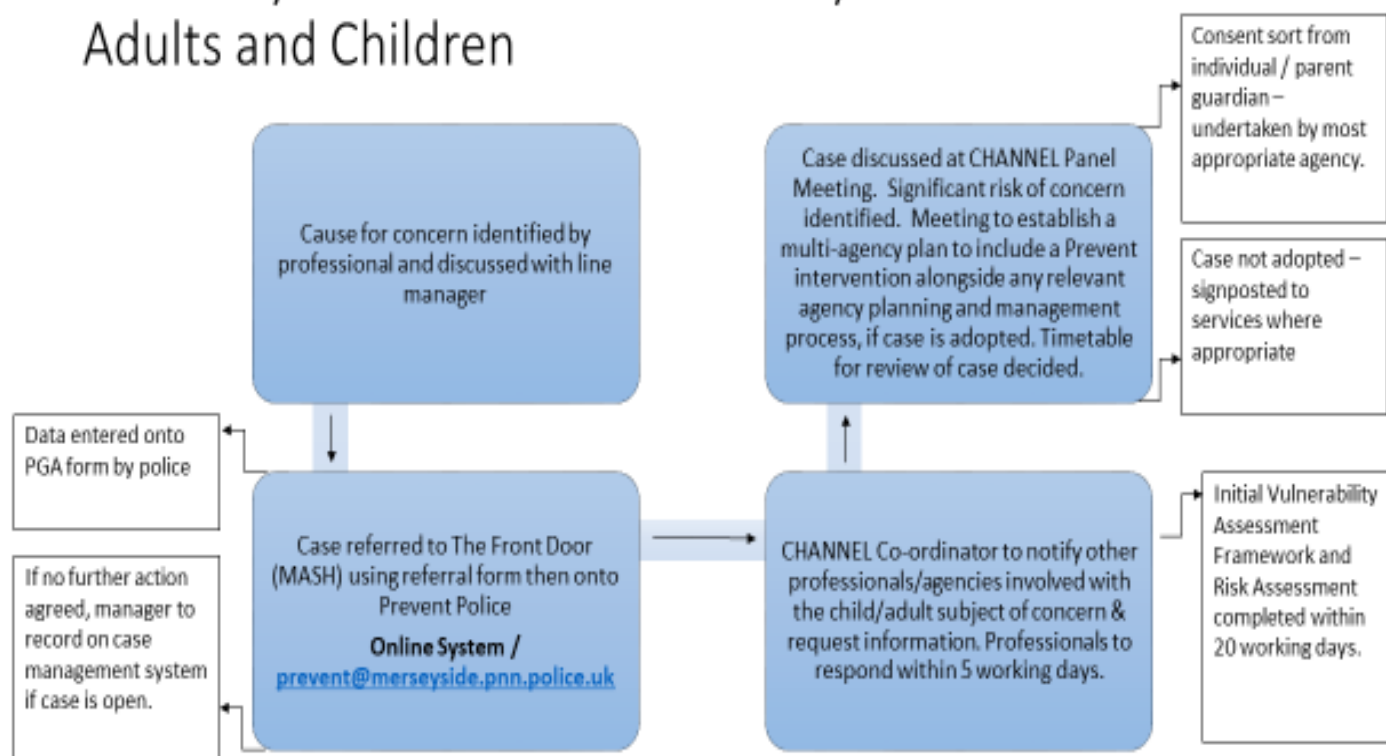 Adults and Children
Cause for concern identified by
professional and discussed with line
manager
Data entered onto
PGA form by police
If no further action
agreed, manager to
record on case
management system
if case is open.
Case referred to The Front Door
(MASH) using referral form then onto
Prevent Police
Online System /
prevent@merseyside.pnn.police.uk
CHANNEL Co-ordinator to notify other
professionals/agencies involved with
the child/adult subject of concern &
request information. Professionals to
respond within 5 working days.
Initial Vulnerability
Assessment
Framework and
Risk Assessment
completed within
20 working days.
Case discussed at CHANNEL Panel
Meeting. Significant risk of concern
identified. Meeting to establish a
multi-agency plan to include a Prevent
intervention alongside any relevant
agency planning and management
process, if case is adopted. Timetable
for review of case decided.
Consent sort from
individual / parent
guardian –
undertaken by most
appropriate agency.
Case not adopted –
signposted to
services where
appropriate